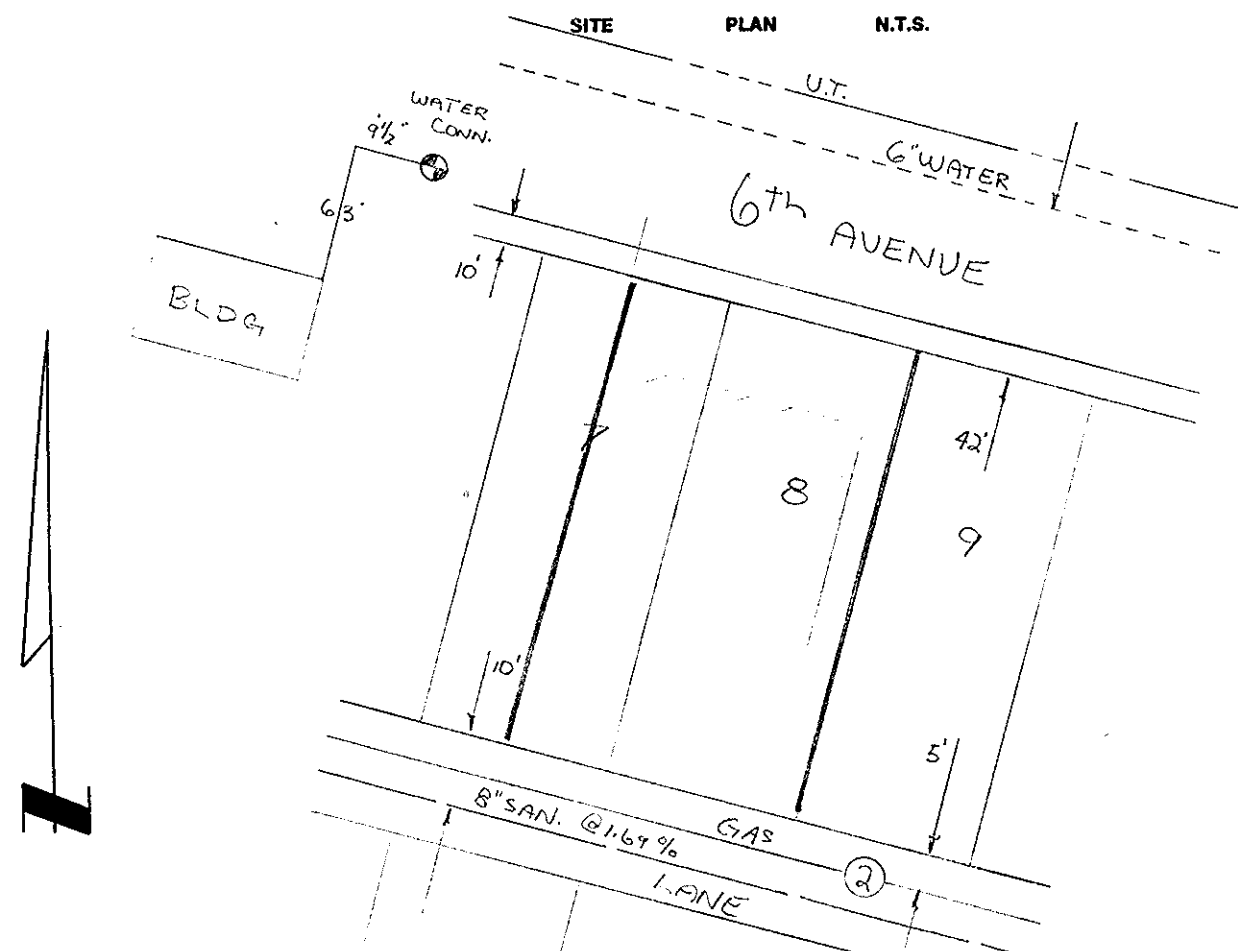 SITE PLAN N.T.S.
U.T.
WATER
CONN.
9½'
6"WATER
63'
6th AVENUE
10'
BLDG
42'
7
8
9
10'
5'
8"SAN. @1.69%
GAS
2
LANE